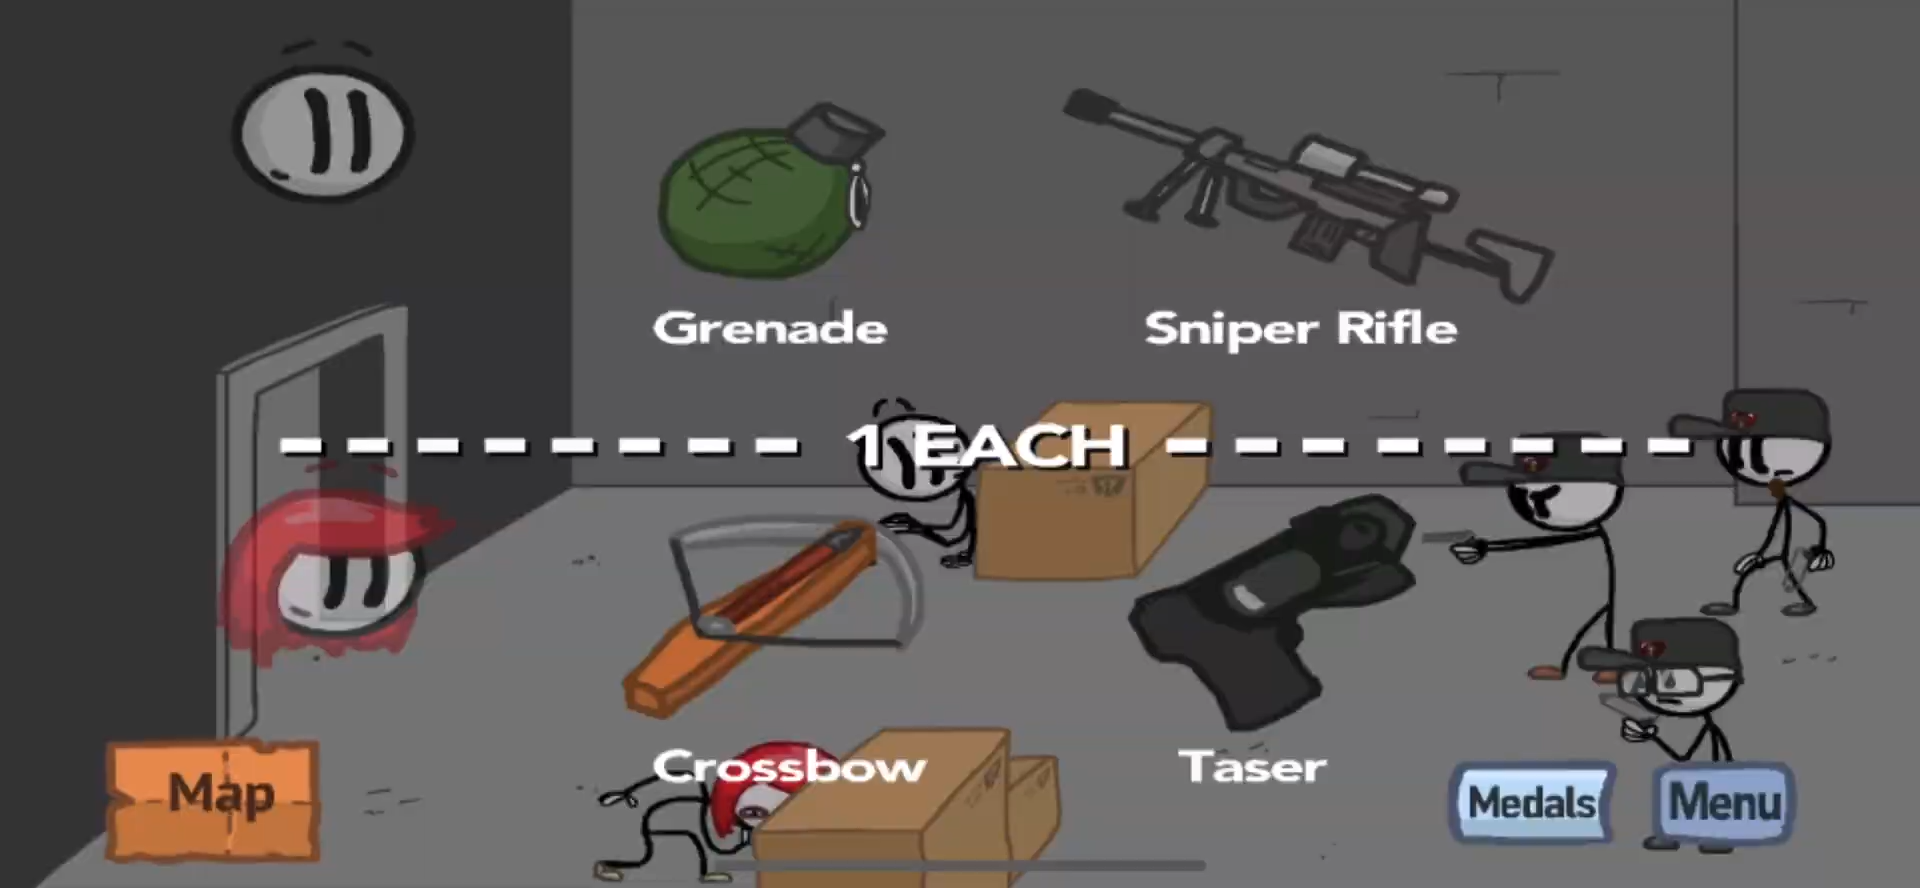 Grenade
Sniper Rifle
1 EACH
Crossbow
Taser
Map
Medals
Menu